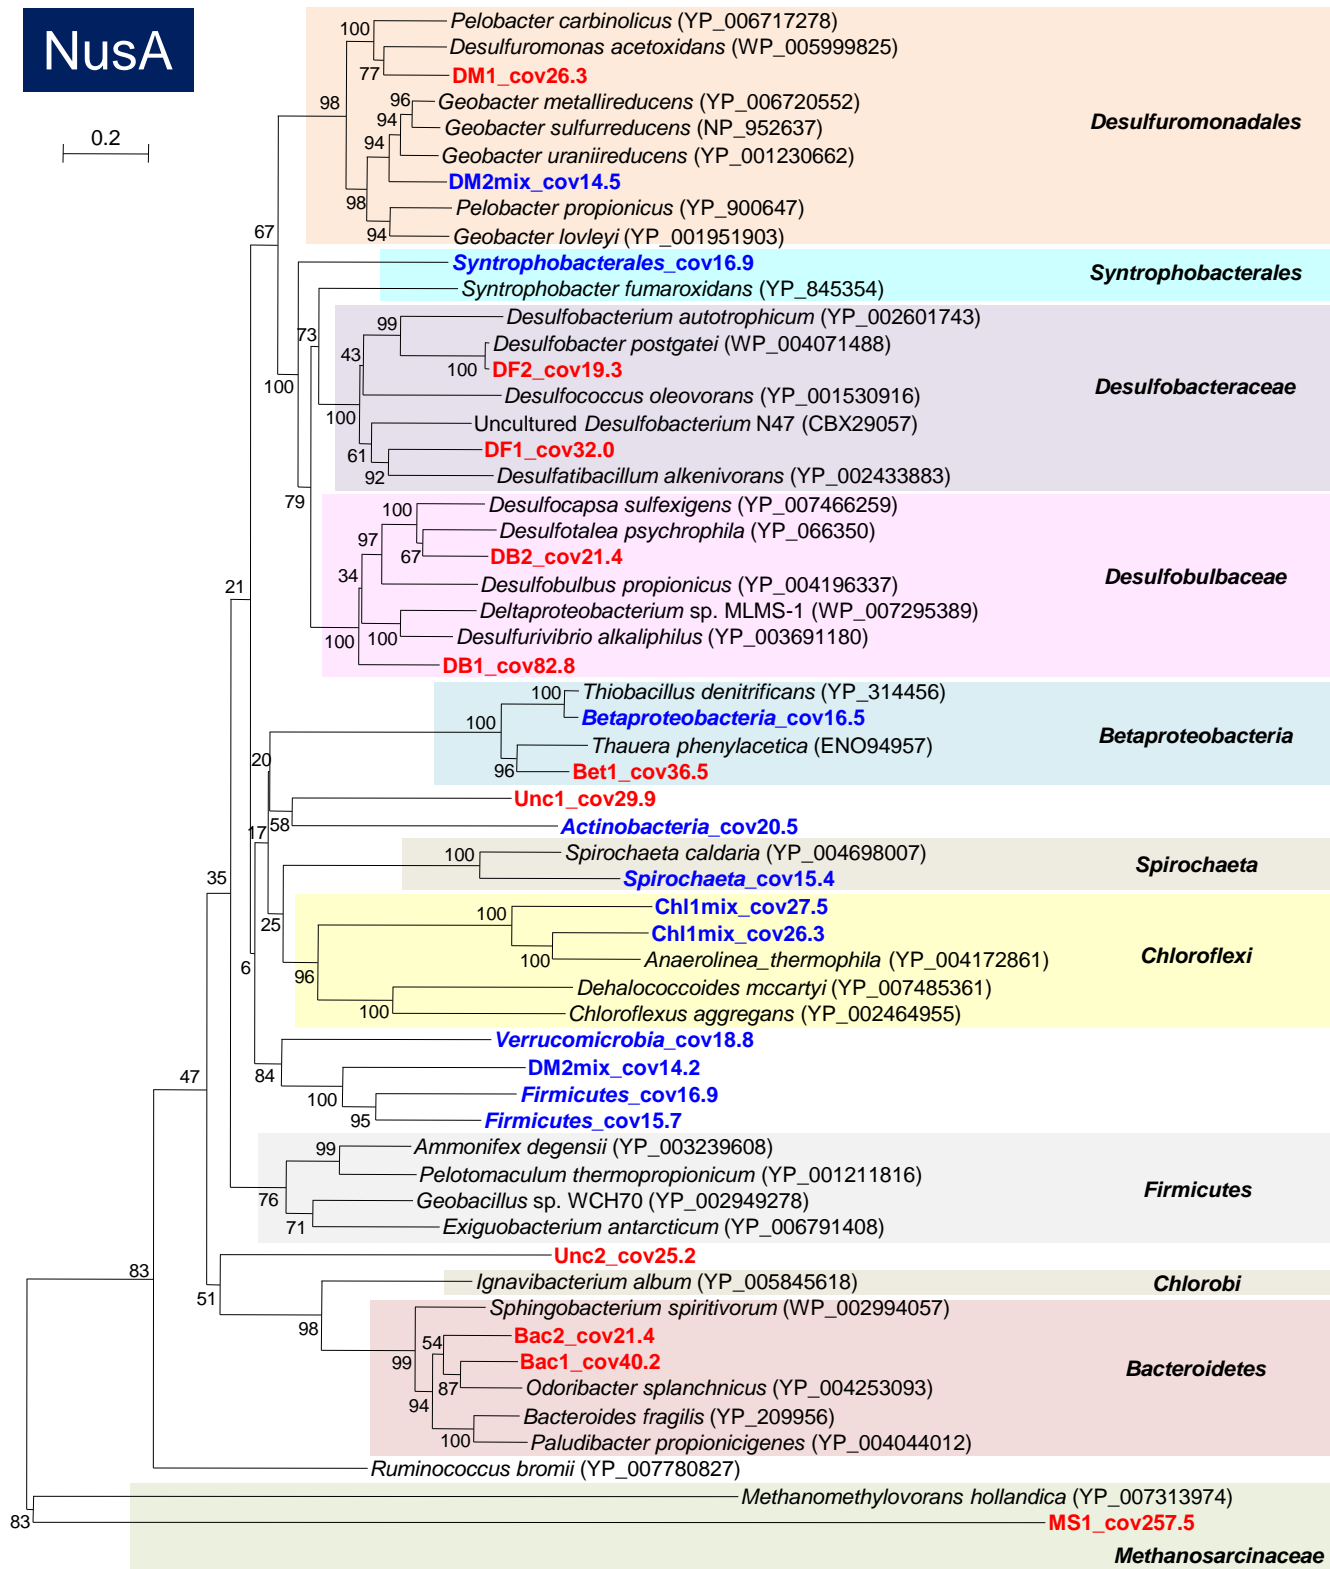 NusA
0.2
100
Pelobacter carbinolicus (YP_006717278)
Desulfuromonas acetoxidans (WP_005999825)
77
DM1_cov26.3
98
96
Geobacter metallireducens (YP_006720552)
94
Geobacter sulfurreducens (NP_952637)
Desulfuromonadales
94
Geobacter uraniireducens (YP_001230662)
DM2mix_cov14.5
98
Pelobacter propionicus (YP_900647)
94
Geobacter lovleyi (YP_001951903)
67
Syntrophobacterales_cov16.9
Syntrophobacterales
Syntrophobacter fumaroxidans (YP_845354)
73
99
Desulfobacterium autotrophicum (YP_002601743)
Desulfobacter postgatei (WP_004071488)
43
100
DF2_cov19.3
100
Desulfobacteraceae
Desulfococcus oleovorans (YP_001530916)
100
Uncultured Desulfobacterium N47 (CBX29057)
61
DF1_cov32.0
92
Desulfatibacillum alkenivorans (YP_002433883)
79
Desulfocapsa sulfexigens (YP_007466259)
100
Desulfotalea psychrophila (YP_066350)
97
67
DB2_cov21.4
34
Desulfobulbaceae
Desulfobulbus propionicus (YP_004196337)
21
Deltaproteobacterium sp. MLMS-1 (WP_007295389)
100
100
Desulfurivibrio alkaliphilus (YP_003691180)
DB1_cov82.8
100
Thiobacillus denitrificans (YP_314456)
100
Betaproteobacteria_cov16.5
Betaproteobacteria
Thauera phenylacetica (ENO94957)
20
96
Bet1_cov36.5
Unc1_cov29.9
17
58
Actinobacteria_cov20.5
100
Spirochaeta caldaria (YP_004698007)
Spirochaeta
35
Spirochaeta_cov15.4
100
Chl1mix_cov27.5
25
Chl1mix_cov26.3
100
Anaerolinea_thermophila (YP_004172861)
Chloroflexi
6
96
Dehalococcoides mccartyi (YP_007485361)
100
Chloroflexus aggregans (YP_002464955)
Verrucomicrobia_cov18.8
47
84
DM2mix_cov14.2
100
Firmicutes_cov16.9
95
Firmicutes_cov15.7
99
Ammonifex degensii (YP_003239608)
Pelotomaculum thermopropionicum (YP_001211816)
Firmicutes
76
Geobacillus sp. WCH70 (YP_002949278)
71
Exiguobacterium antarcticum (YP_006791408)
Unc2_cov25.2
83
Ignavibacterium album (YP_005845618)
Chlorobi
51
Sphingobacterium spiritivorum (WP_002994057)
98
54
Bac2_cov21.4
99
Bac1_cov40.2
Bacteroidetes
87
Odoribacter splanchnicus (YP_004253093)
94
Bacteroides fragilis (YP_209956)
100
Paludibacter propionicigenes (YP_004044012)
Ruminococcus bromii (YP_007780827)
Methanomethylovorans hollandica (YP_007313974)
83
MS1_cov257.5
Methanosarcinaceae